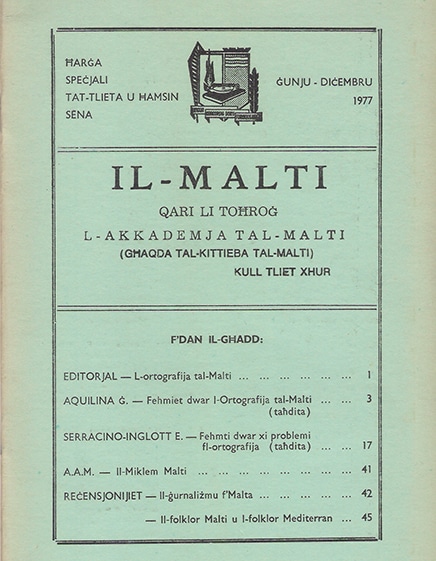 ĦARĠA
SPEĊJALI
TAT-TLIETA U ĦAMSIN
SENA
ĠUNJU - DIĊEMBRU
1977
IL-MALTI
QARI LI TOĦROĠ
L-AKKADEMJA TAL-MALTI
(GĦAQDA TAL-KITTIEBA TAL-MALTI)
KULL TLIET XHUR
F'DAN IL-GĦADD:
EDITORJAL — L-ortografija tal-Malti ... ... ... ... ... ... 1
AQUILINA Ġ. — Fehmiet dwar l-Ortografija tal-Malti ... ... 3
(taħdita)
SERRACINO-INGLOTT E. — Fehmti dwar xi problemi
fl-ortografija (taħdita) ... ... 17
A.A.M. — Il-Miklem Malti ... ... ... ... ... ... ... ... 41
REĊENSJONIJIET — Il-ġurnaliżmu f'Malta ... ... ... ... ... 42
— Il-folklor Malti u l-folklor Mediterran ... 45